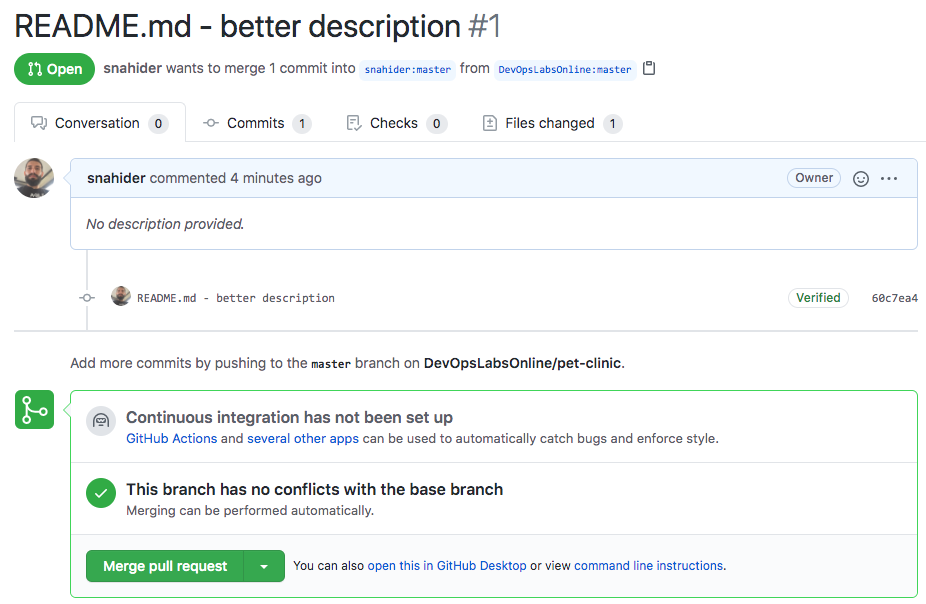 README.md - better description #1
Open snahider wants to merge 1 commit into snahider:master from DevOpsLabsOnline:master
Conversation 0 Commits 1 Checks 0 Files changed 1
snahider commented 4 minutes ago Owner
No description provided.
README.md - better description Verified 60c7ea4
Add more commits by pushing to the master branch on DevOpsLabsOnline/pet-clinic.
Continuous integration has not been set up
GitHub Actions and several other apps can be used to automatically catch bugs and enforce style.
This branch has no conflicts with the base branch
Merging can be performed automatically.
Merge pull request You can also open this in GitHub Desktop or view command line instructions.